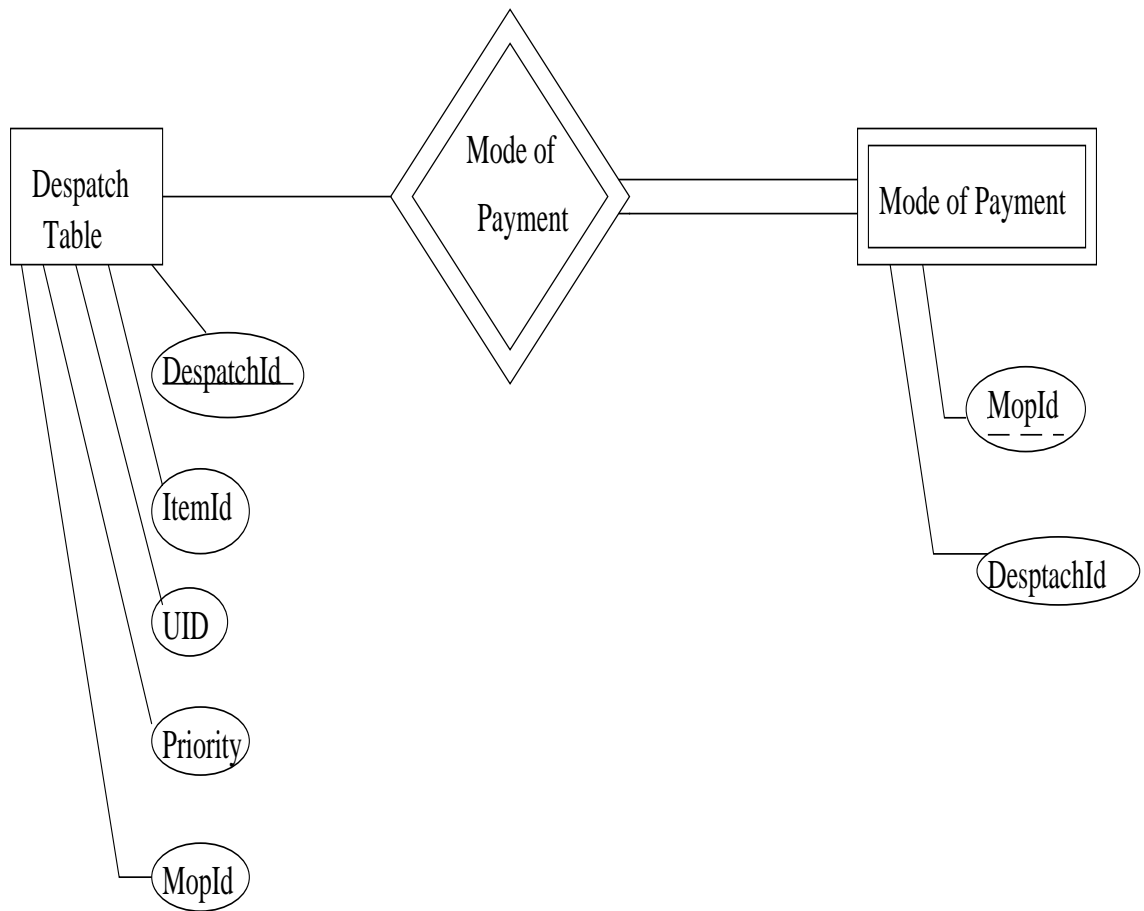 Mode of
Payment
Despatch
Table
Mode of Payment
DespatchId
MopId
ItemId
DesptachId
UID
Priority
MopId